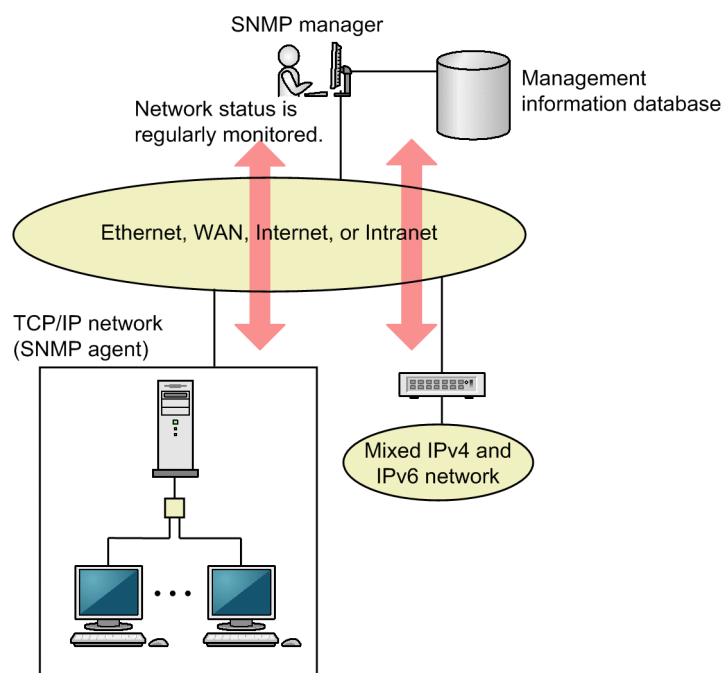 SNMP manager
Management
information database
Network status is
regularly monitored.
Ethernet, WAN, Internet, or Intranet
TCP/IP network
(SNMP agent)
Mixed IPv4 and
IPv6 network